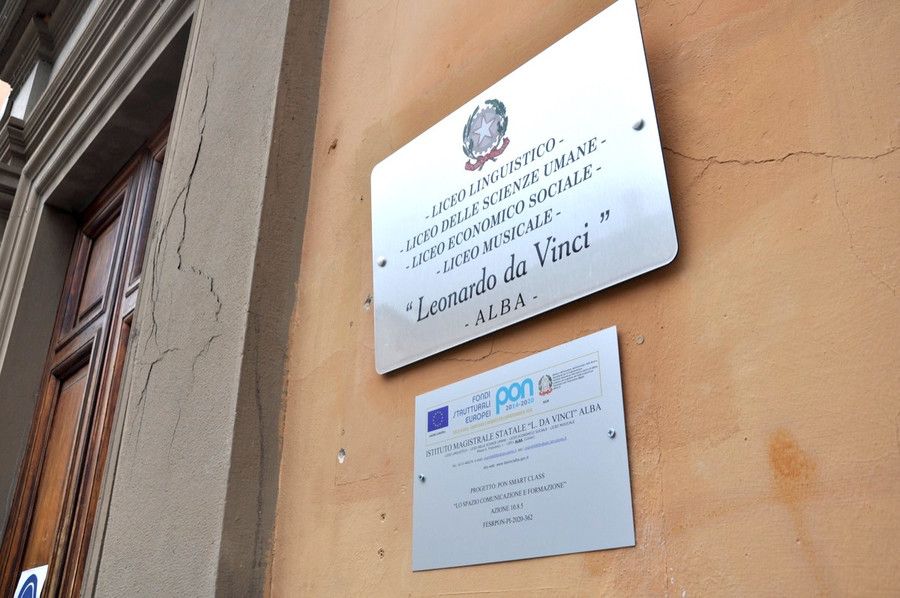 - LICEO LINGUISTICO -
- LICEO DELLE SCIENZE UMANE -
- LICEO ECONOMICO SOCIALE -
- LICEO MUSICALE -
“ Leonardo da Vinci ”
- ALBA -
FONDI
STRUTTURALI
EUROPEI
pon
2014-2020
ISTITUTO MAGISTRALE STATALE “L. DA VINCI” ALBA
PROGETTO: PON SMART CLASS
“LO SPAZIO COMUNICAZIONE E FORMAZIONE”
AZIONE 10.8.5
FESRPON-PI-2020-362